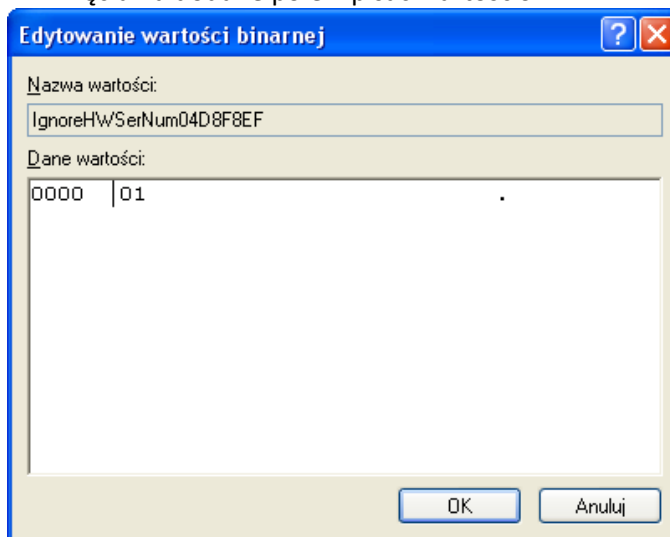 Edytowanie wartości binarnej
Nazwa wartości:
IgnoreHWSerNum04D8F8EF
Dane wartości:
0000 01 .
OK Anuluj